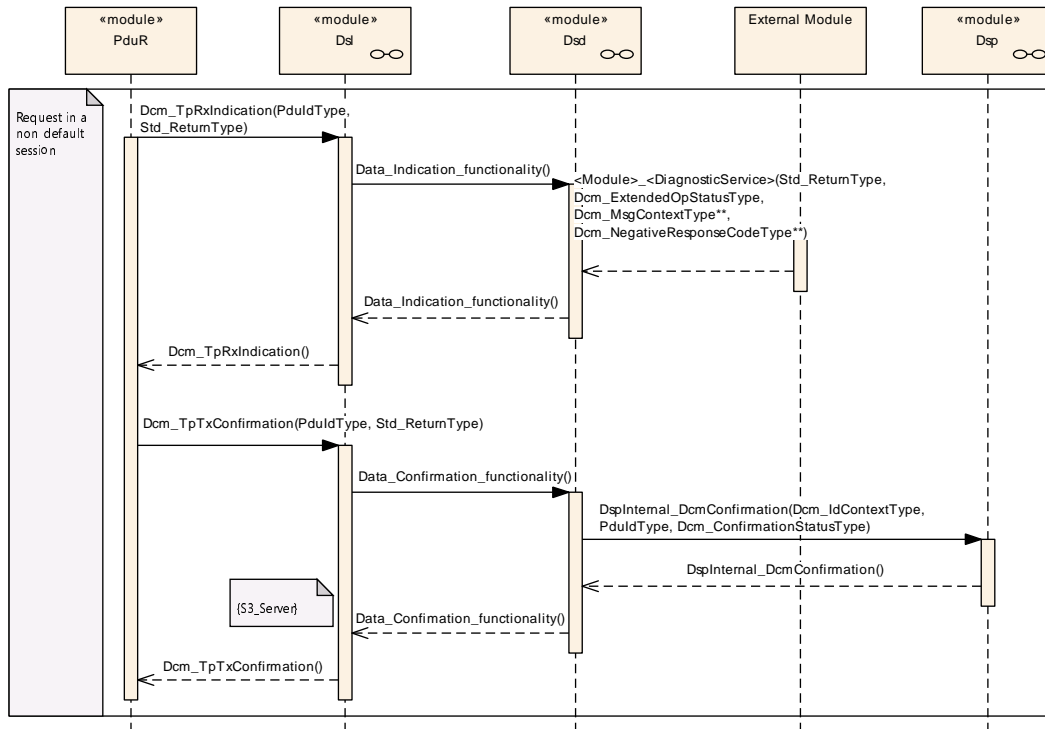 «module»
PduR
«module»
Dsl
«module»
Dsd
External Module
«module»
Dsp
Request in a
non default
session
Dcm_TpRxIndication(PduIdType,
Std_ReturnType)
Data_Indication_functionality()
<Module>_<DiagnosticService>(Std_ReturnType,
Dcm_ExtendedOpStatusType,
Dcm_MsgContextType**,
Dcm_NegativeResponseCodeType**)
Data_Indication_functionality()
Dcm_TpRxIndication()
Dcm_TpTxConfirmation(PduIdType, Std_ReturnType)
Data_Confirmation_functionality()
DspInternal_DcmConfirmation(Dcm_IdContextType,
PduIdType, Dcm_ConfirmationStatusType)
DspInternal_DcmConfirmation()
{S3_Server}
Data_Confimation_functionality()
Dcm_TpTXConfirmation()